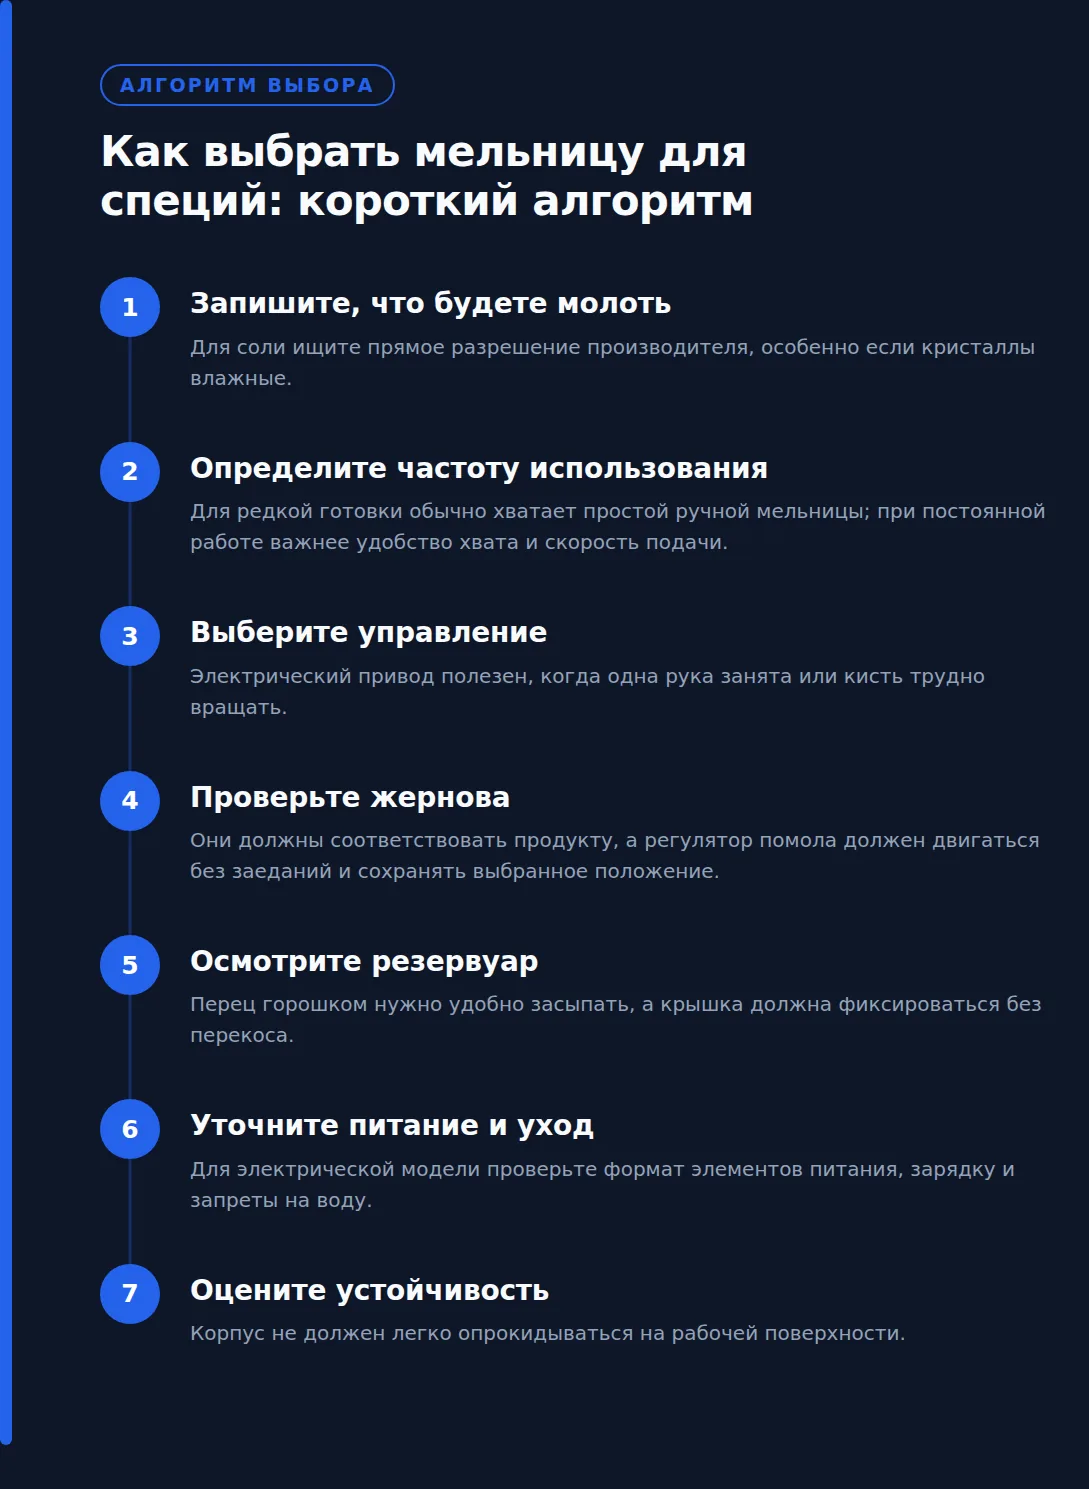 АЛГОРИТМ ВЫБОРА
Как выбрать мельницу для
специй: короткий алгоритм
1
Запишите, что будете молоть
Для соли ищите прямое разрешение производителя, особенно если кристаллы
влажные.
2
Определите частоту использования
Для редкой готовки обычно хватает простой ручной мельницы; при постоянной
работе важнее удобство хвата и скорость подачи.
3
Выберите управление
Электрический привод полезен, когда одна рука занята или кисть трудно
вращать.
4
Проверьте жернова
Они должны соответствовать продукту, а регулятор помола должен двигаться
без заеданий и сохранять выбранное положение.
5
Осмотрите резервуар
Перец горошком нужно удобно засыпать, а крышка должна фиксироваться без
перекоса.
6
Уточните питание и уход
Для электрической модели проверьте формат элементов питания, зарядку и
запреты на воду.
7
Оцените устойчивость
Корпус не должен легко опрокидываться на рабочей поверхности.